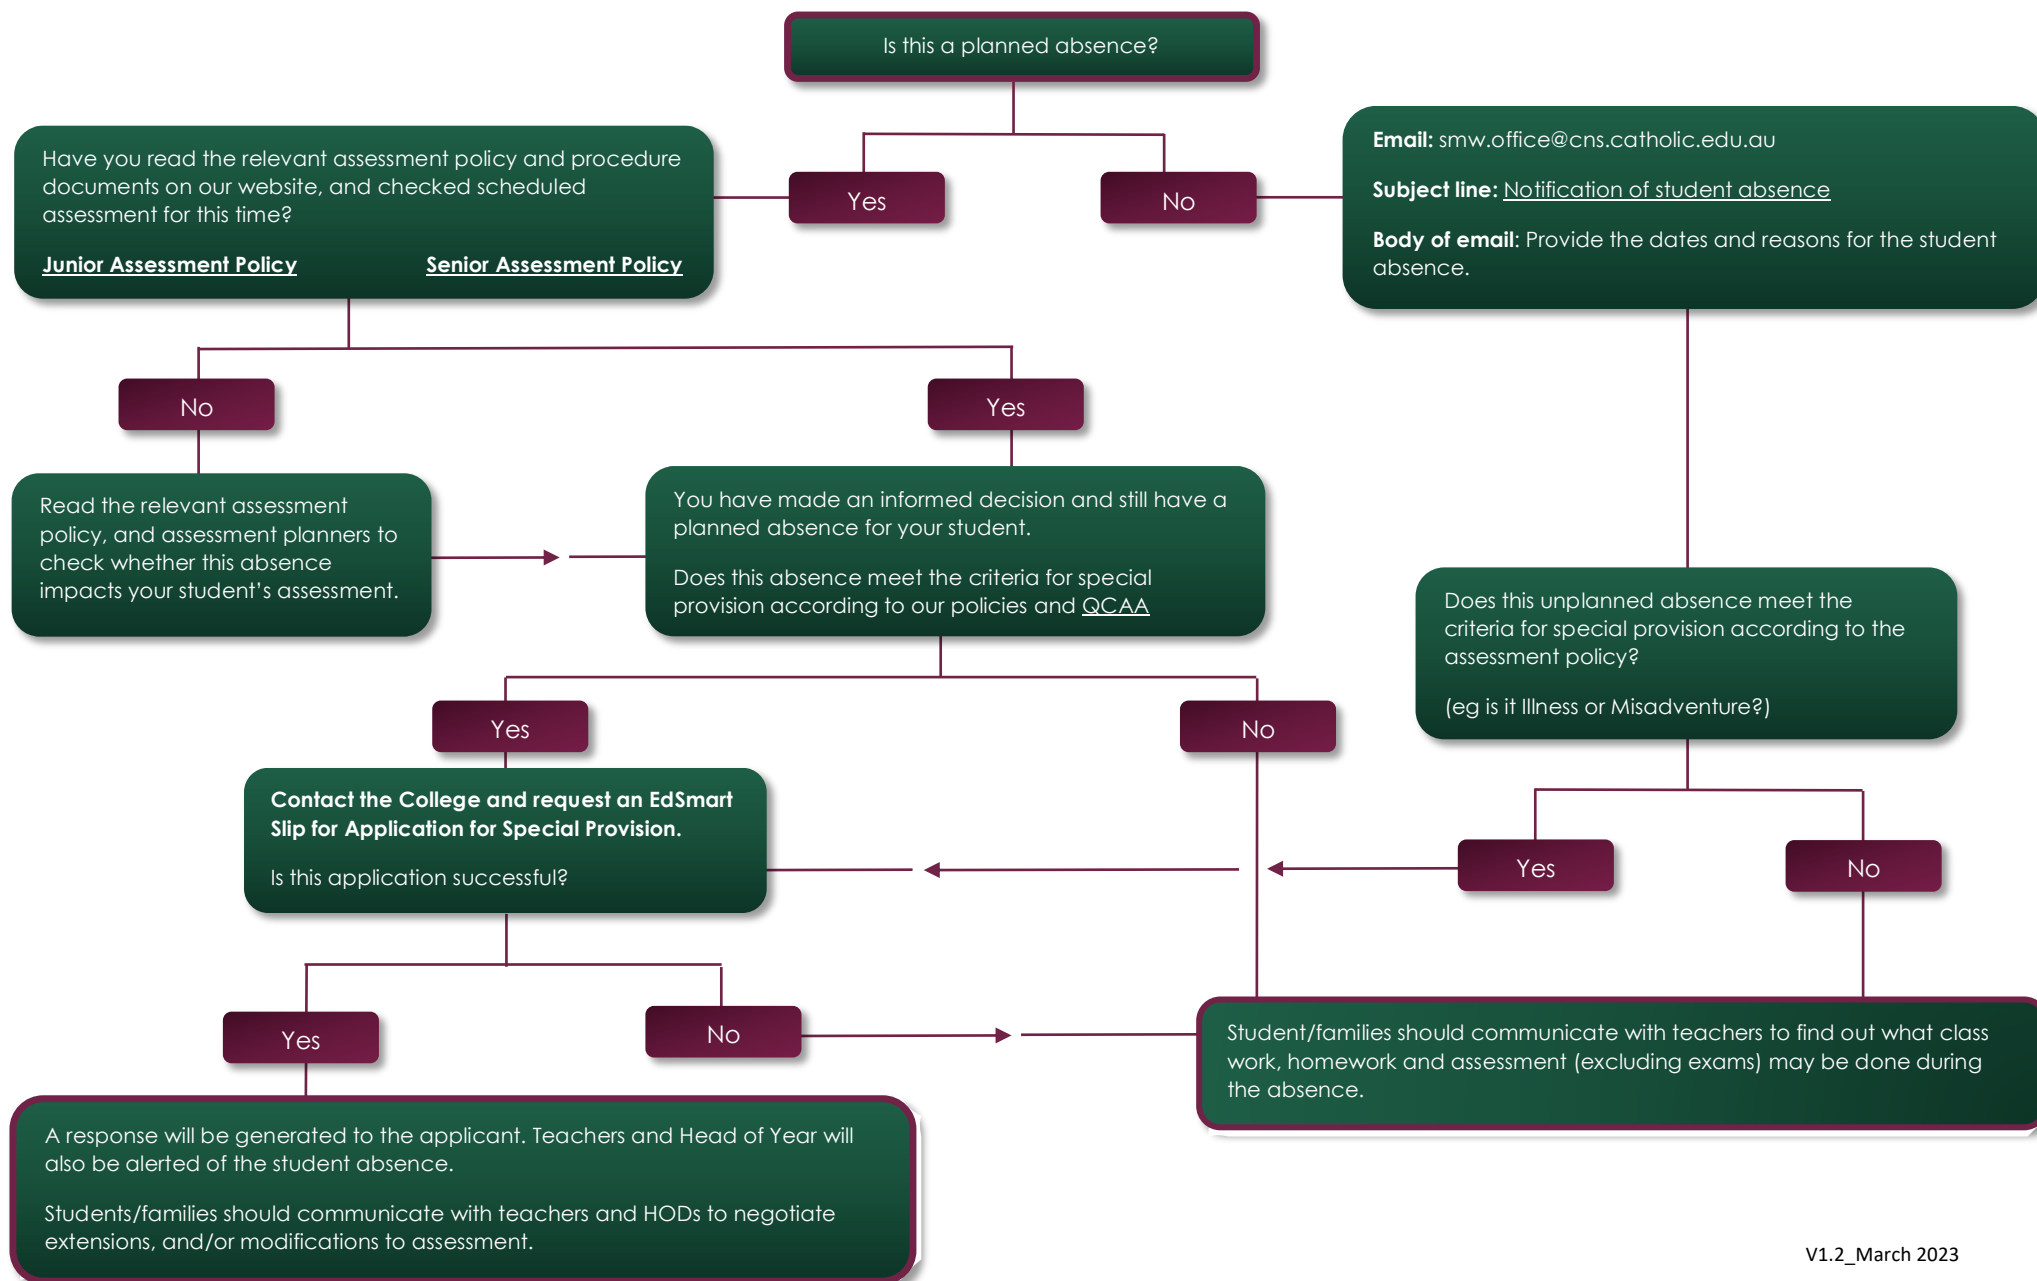 Is this a planned absence?
Have you read the relevant assessment policy and procedure
documents on our website, and checked scheduled
assessment for this time?
Junior Assessment Policy Senior Assessment Policy
Yes
No
Email: smw.office@cns.catholic.edu.au
Subject line: Notification of student absence
Body of email: Provide the dates and reasons for the student
absence.
No
Yes
Read the relevant assessment
policy, and assessment planners to
check whether this absence
impacts your student's assessment.
You have made an informed decision and still have a
planned absence for your student.
Does this absence meet the criteria for special
provision according to our policies and QCAA
Does this unplanned absence meet the
criteria for special provision according to the
assessment policy?
(eg is it Illness or Misadventure?)
Yes
No
Contact the College and request an EdSmart
Slip for Application for Special Provision.
Is this application successful?
Yes
No
Yes
No
Student/families should communicate with teachers to find out what class
work, homework and assessment (excluding exams) may be done during
the absence.
A response will be generated to the applicant. Teachers and Head of Year will
also be alerted of the student absence.
Students/families should communicate with teachers and HODs to negotiate
extensions, and/or modifications to assessment.
V1.2_March 2023